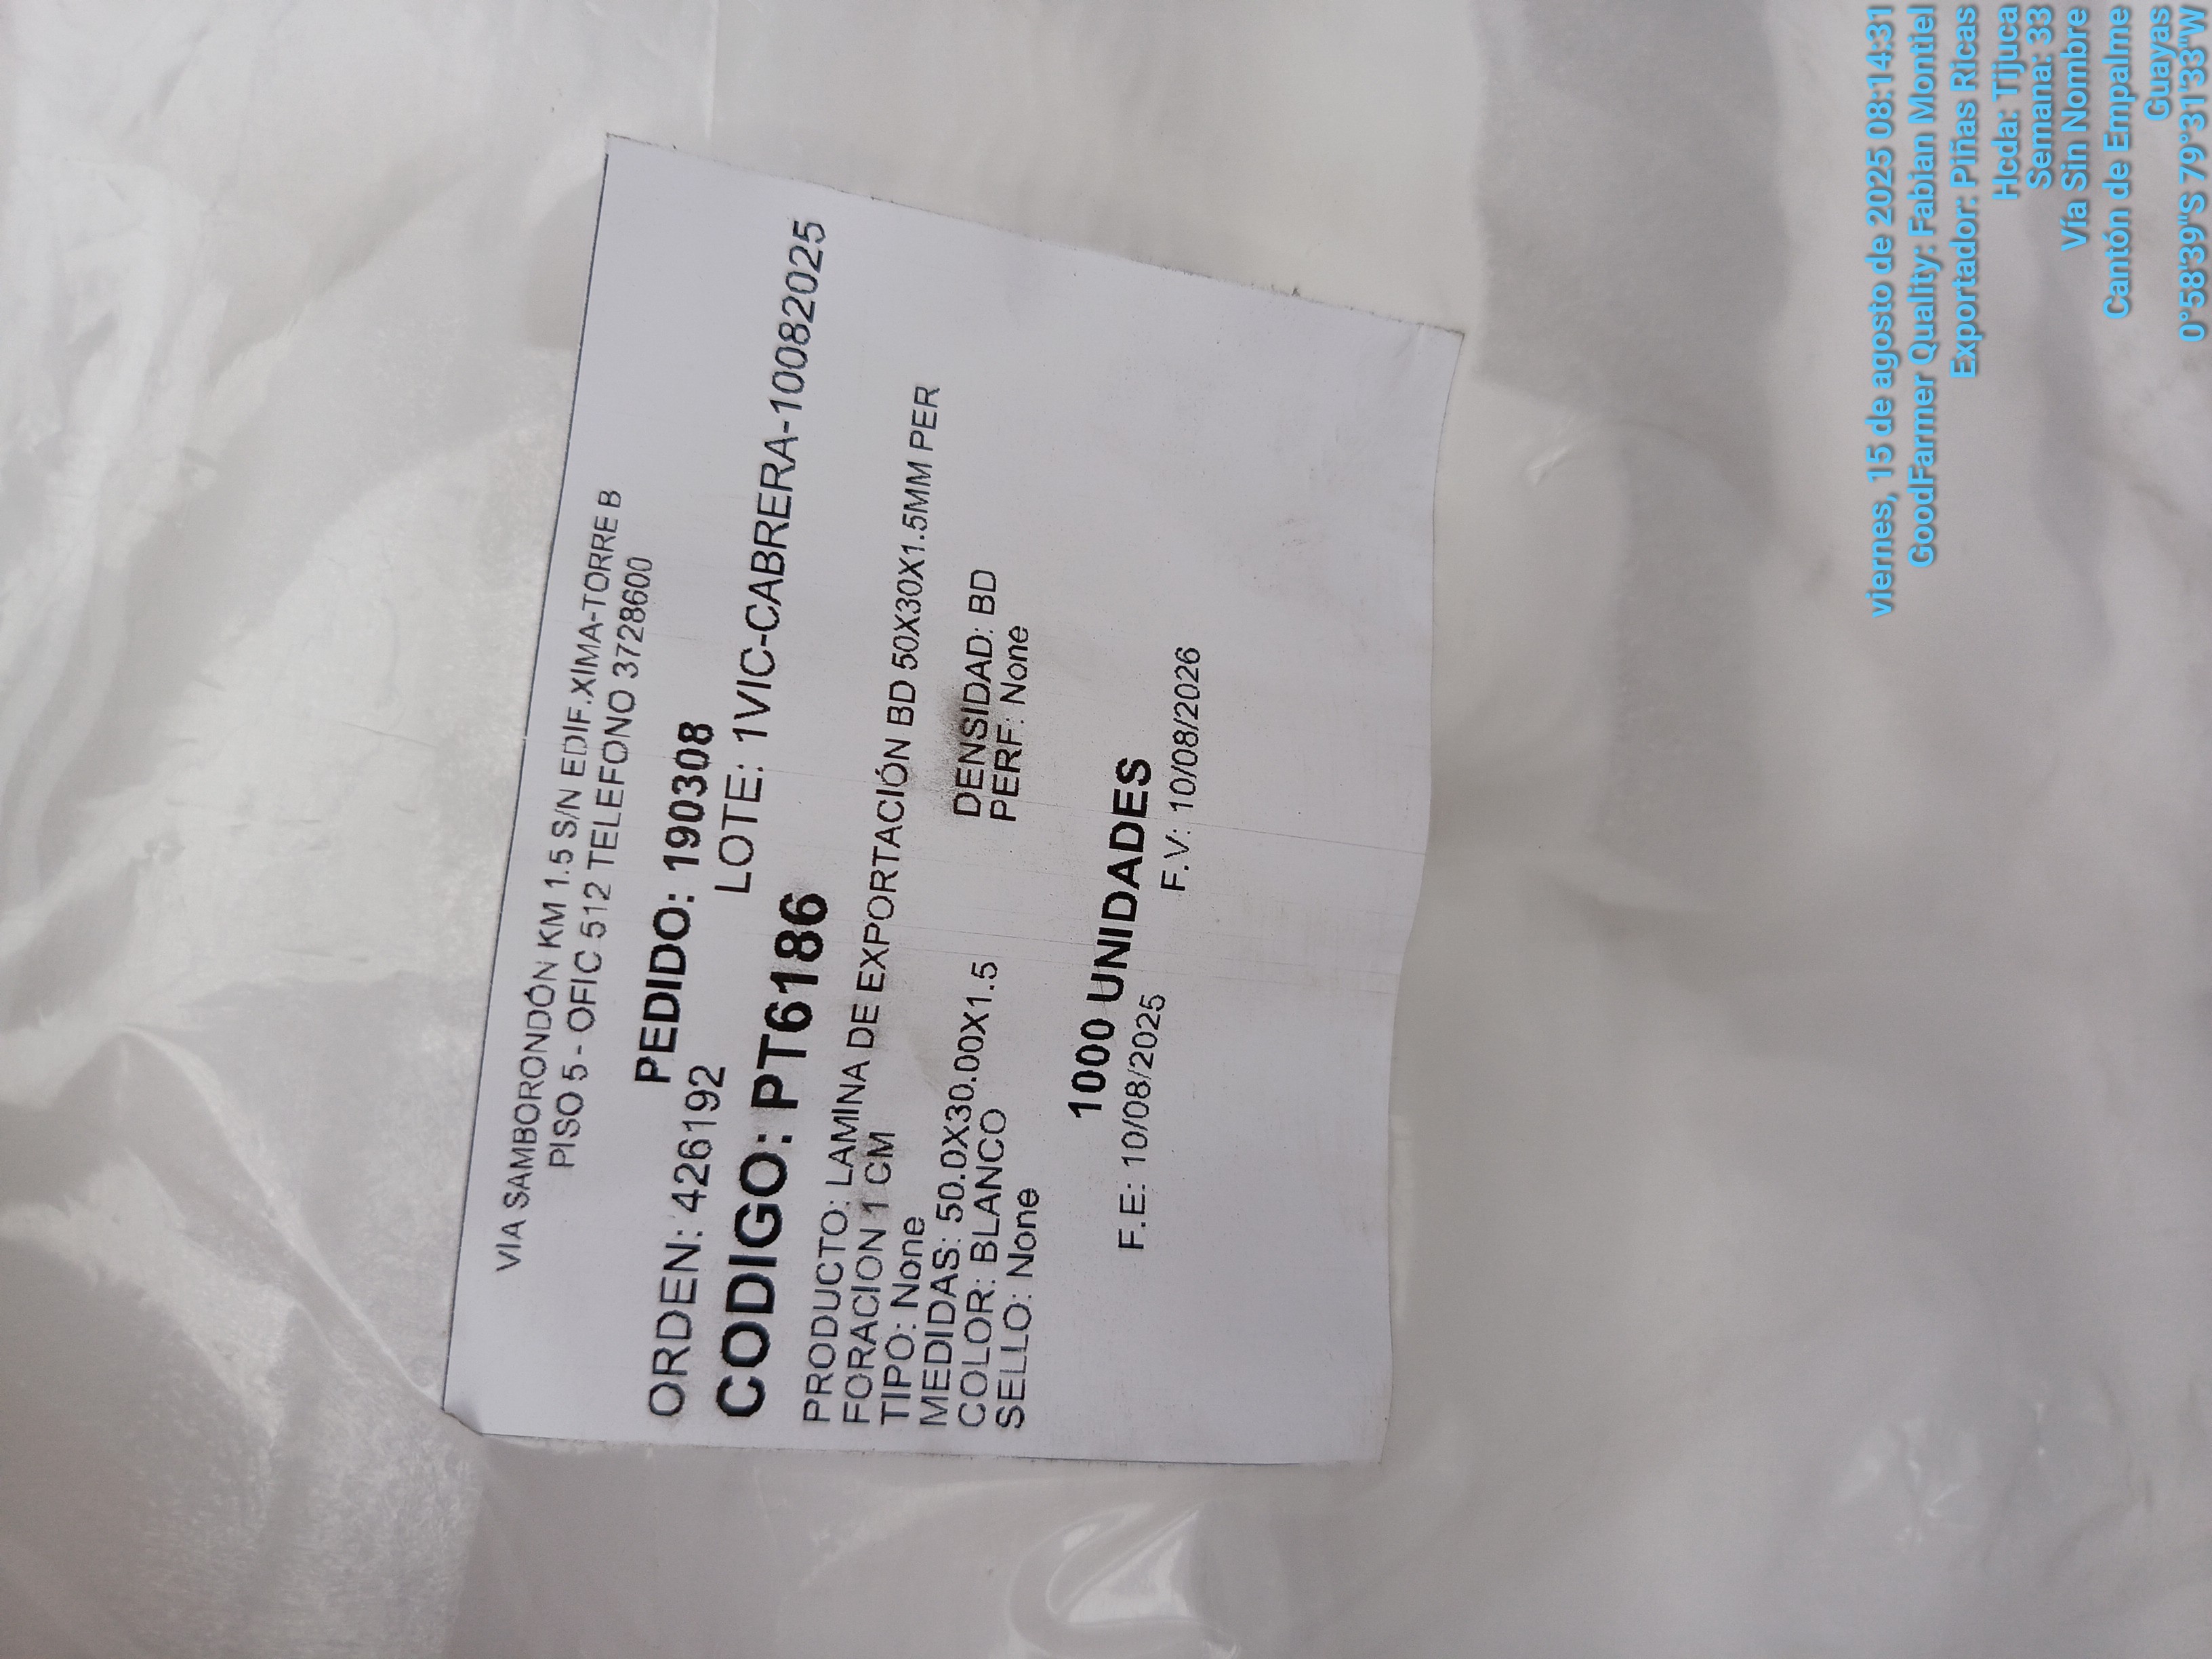 VÍA SAMBORONDÓN KM 1.5 S/N EDIF.XIMA-TORRE B
PISO 5 - OFIC 512 TELEFONO 3728600
PEDIDO: 190308
ORDEN: 426192
LOTE: 1VIC-CABRERA-10082025
CODIGO: PT6186
PRODUCTO: LAMINA DE EXPORTACIÓN BD 50X30X1.5MM PER
FORACION 1 CM
TIPO: None
MEDIDAS: 50.0X30.00X1.5
DENSIDAD: BD
COLOR: BLANCO
PERF: None
SELLO: None
1000 UNIDADES
F.E: 10/08/2025
F.V: 10/08/2026
viernes, 15 de agosto de 2025 08:14:31
GoodFarmer Quality: Fabian Montiel
Exportador: Piñas Ricas
Hcda: Tijuca
Semana: 33
Vía Sin Nombre
Cantón de Empalme
Guayas
0°58'39"S 79°31'33"W